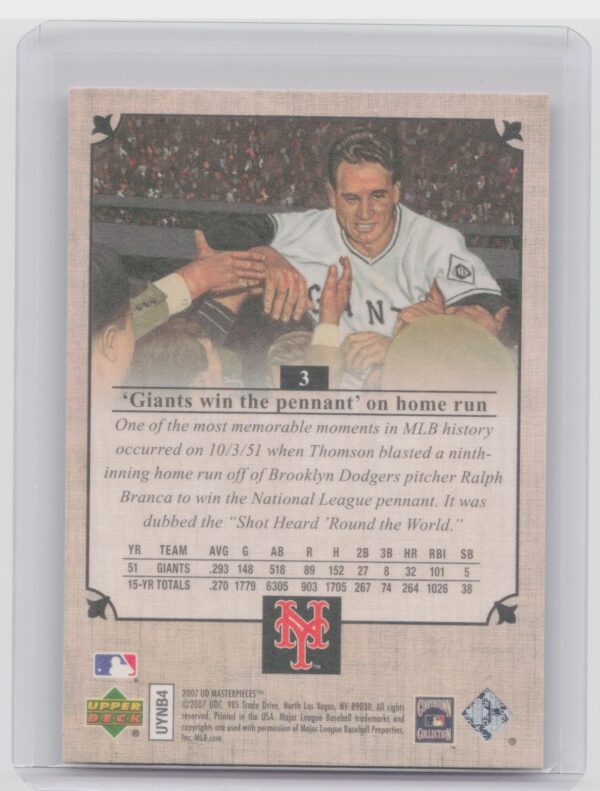 GANT
3
'Giants win the pennant' on home run
One of the most memorable moments in MLB history
occurred on 10/3/51 when Thomson blasted a ninth-
inning home run off of Brooklyn Dodgers pitcher Ralph
Branca to win the National League pennant. It was
dubbed the “Shot Heard ’Round the World.”
YR TEAM AVG G AB R H 2B 3B HR RBI SB
51 GIANTS .293 148 518 89 152 27 8 32 101 5
15-YR TOTALS .270 1779 6305 903 1705 267 74 264 1026 38
NY™
UPPER
DECK®
UYNB4
2007 UD MASTERPIECES™
©2007 UDC. 985 Trade Drive, North Las Vegas, NV 89030. All rights
reserved. Printed in the USA. Major League Baseball trademarks and
copyrights are used with permission of Major League Baseball Properties,
Inc. MLB.com
COOPERSTOWN
COLLECTION
®